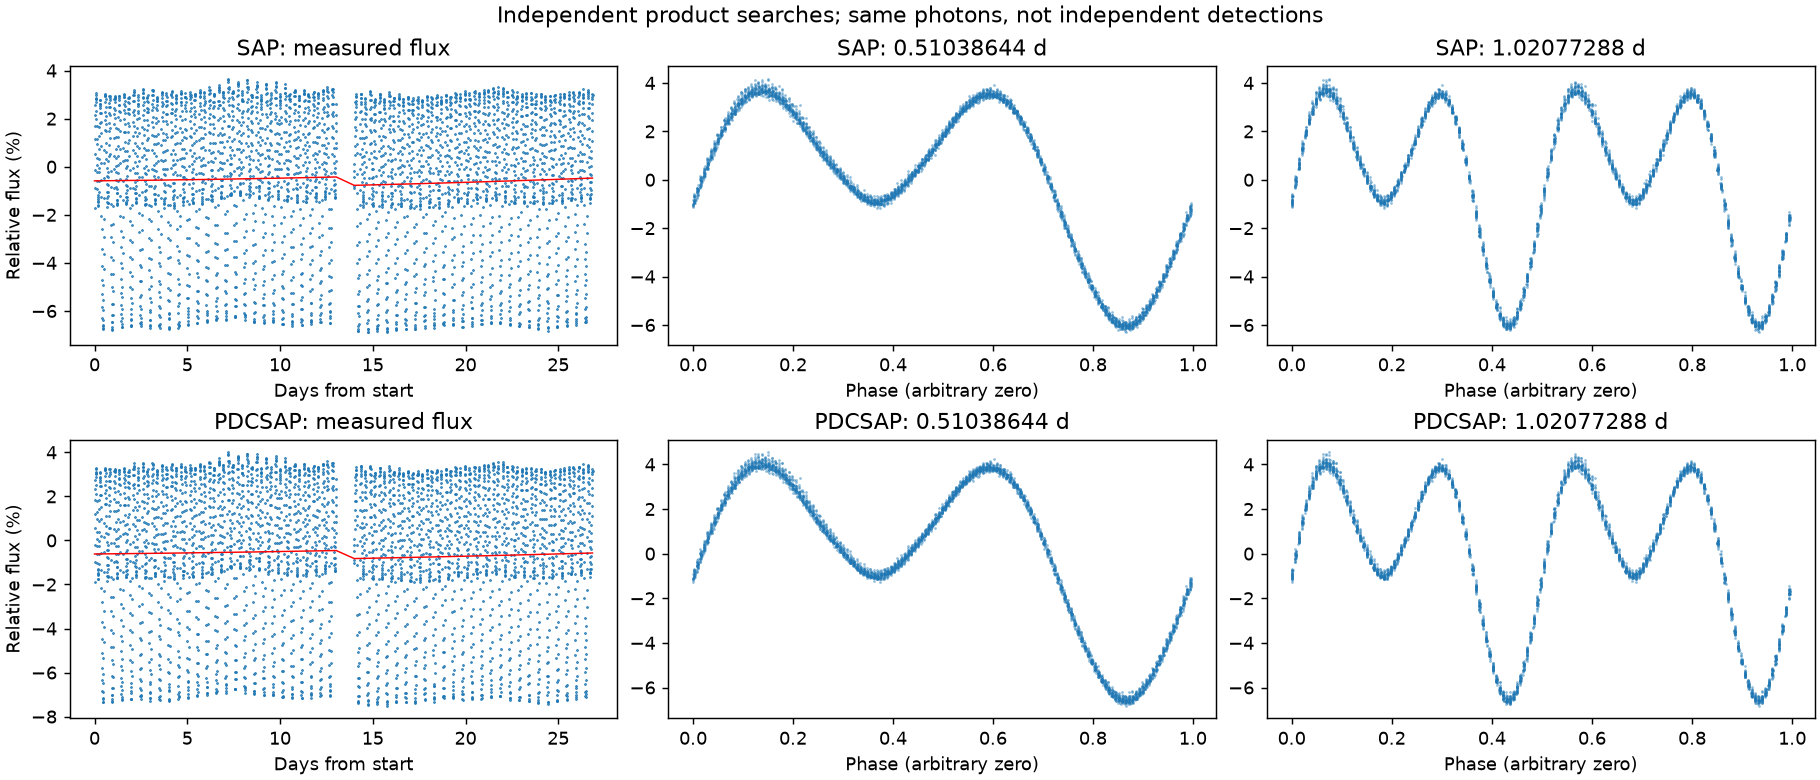 Independent product searches; same photons, not independent detections
SAP: measured flux
SAP: 0.51038644 d
SAP: 1.02077288 d
Relative flux (%)
4
2
0
−2
−4
−6
0 5 10 15 20 25
Days from start
4
2
0
−2
−4
−6
0.0 0.2 0.4 0.6 0.8 1.0
Phase (arbitrary zero)
4
2
0
−2
−4
−6
0.0 0.2 0.4 0.6 0.8 1.0
Phase (arbitrary zero)
PDCSAP: measured flux
PDCSAP: 0.51038644 d
PDCSAP: 1.02077288 d
Relative flux (%)
4
2
0
−2
−4
−6
−8
0 5 10 15 20 25
Days from start
4
2
0
−2
−4
−6
0.0 0.2 0.4 0.6 0.8 1.0
Phase (arbitrary zero)
4
2
0
−2
−4
−6
0.0 0.2 0.4 0.6 0.8 1.0
Phase (arbitrary zero)